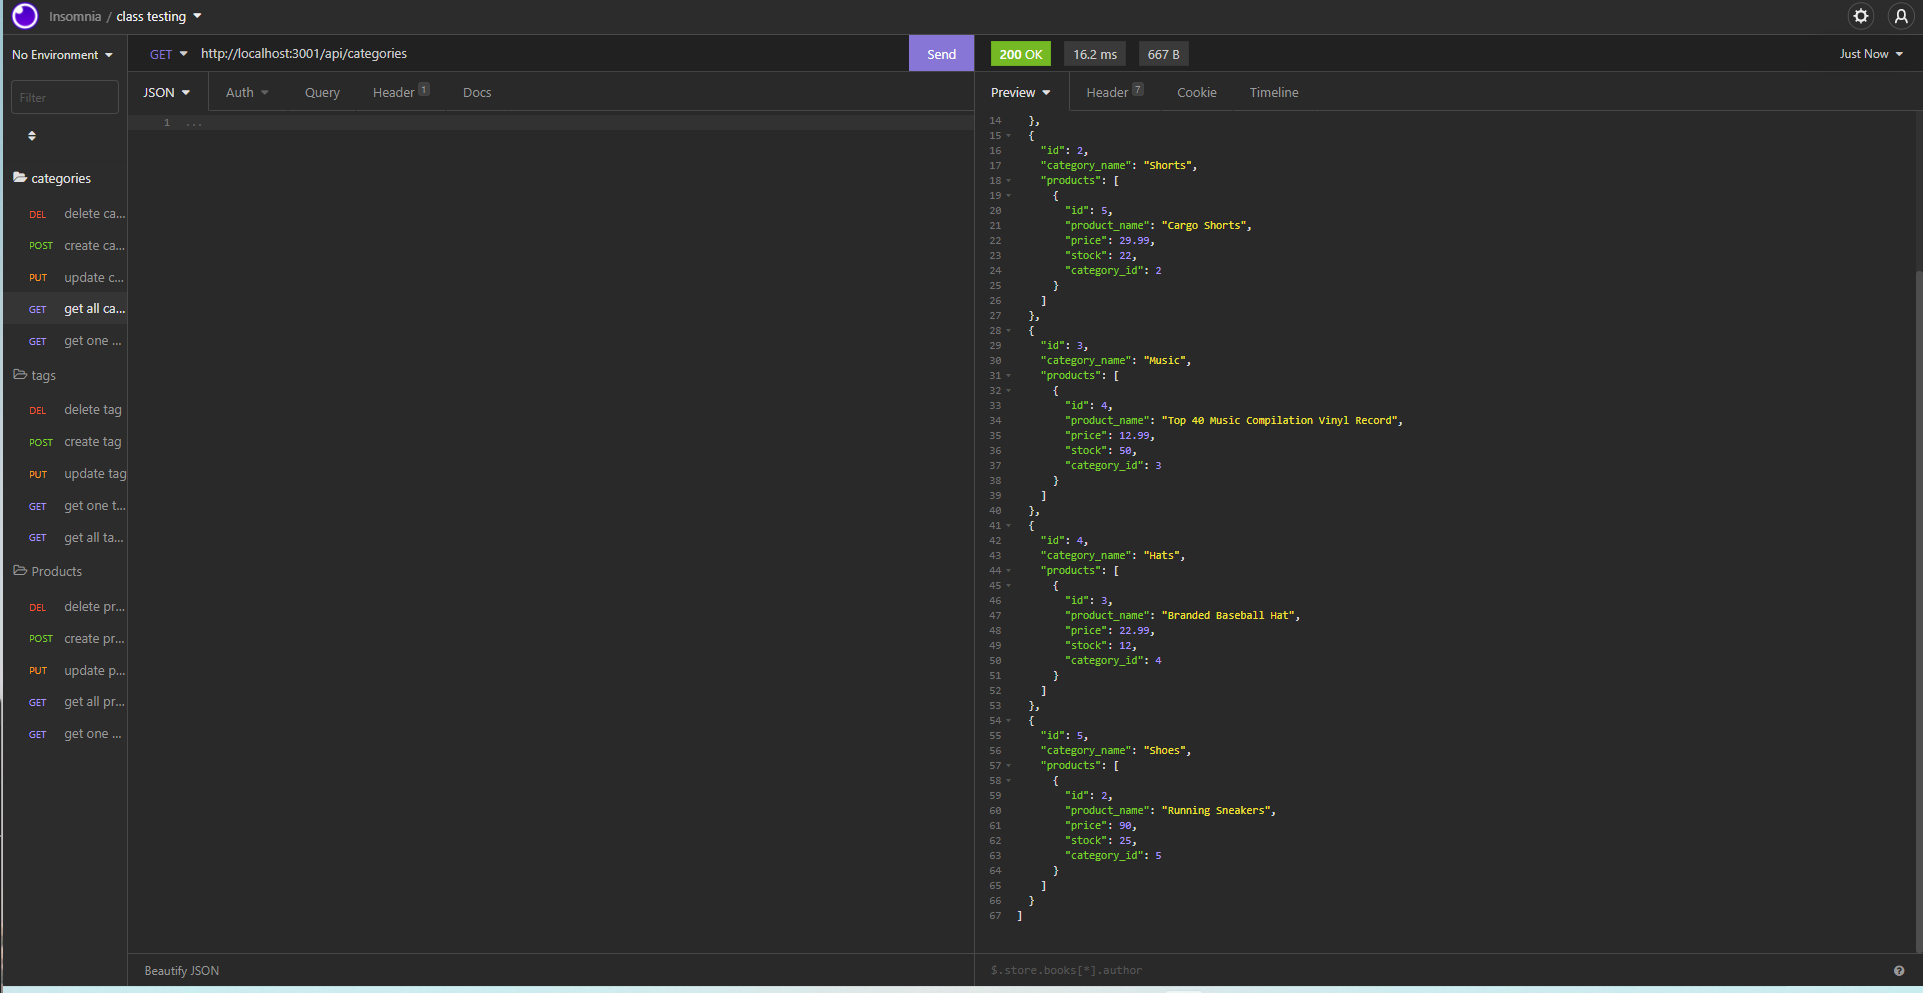 Insomnia / class testing
No Environment
GET http://localhost:3001/api/categories Send
200 OK 16.2 ms 667 B Just Now
Filter
JSON Auth Query Header 1 Docs
Preview Header 7 Cookie Timeline
categories
DEL delete ca...
POST create ca...
PUT update c...
GET get all ca...
GET get one ...
tags
DEL delete tag
POST create tag
PUT update tag
GET get one t...
GET get all ta...
Products
DEL delete pr...
POST create pr...
PUT update p...
GET get all pr...
GET get one ...
1 ...
14 },
15 {
16 "id": 2,
17 "category_name": "Shorts",
18 "products": [
19 {
20 "id": 5,
21 "product_name": "Cargo Shorts",
22 "price": 29.99,
23 "stock": 22,
24 "category_id": 2
25 }
26 ]
27 },
28 {
29 "id": 3,
30 "category_name": "Music",
31 "products": [
32 {
33 "id": 4,
34 "product_name": "Top 40 Music Compilation Vinyl Record",
35 "price": 12.99,
36 "stock": 50,
37 "category_id": 3
38 }
39 ]
40 },
41 {
42 "id": 4,
43 "category_name": "Hats",
44 "products": [
45 {
46 "id": 3,
47 "product_name": "Branded Baseball Hat",
48 "price": 22.99,
49 "stock": 12,
50 "category_id": 4
51 }
52 ]
53 },
54 {
55 "id": 5,
56 "category_name": "Shoes",
57 "products": [
58 {
59 "id": 2,
60 "product_name": "Running Sneakers",
61 "price": 90,
62 "stock": 25,
63 "category_id": 5
64 }
65 ]
66 }
67 ]
Beautify JSON
$.store.books[*].author